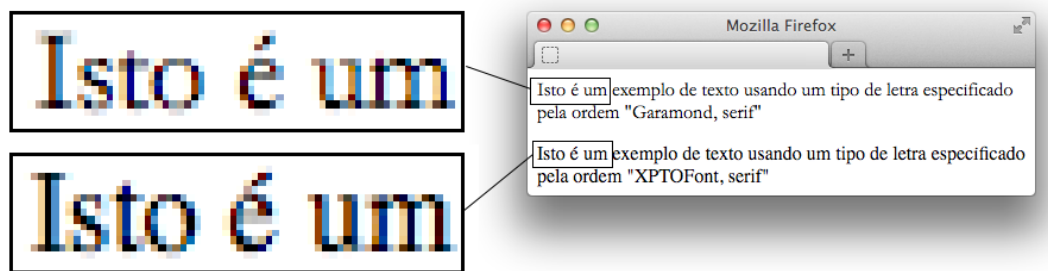 Isto é um
Isto é um
Mozilla Firefox
Isto é um exemplo de texto usando um tipo de letra especificado
pela ordem "Garamond, serif"
Isto é um exemplo de texto usando um tipo de letra especificado
pela ordem "XPTOFont, serif"